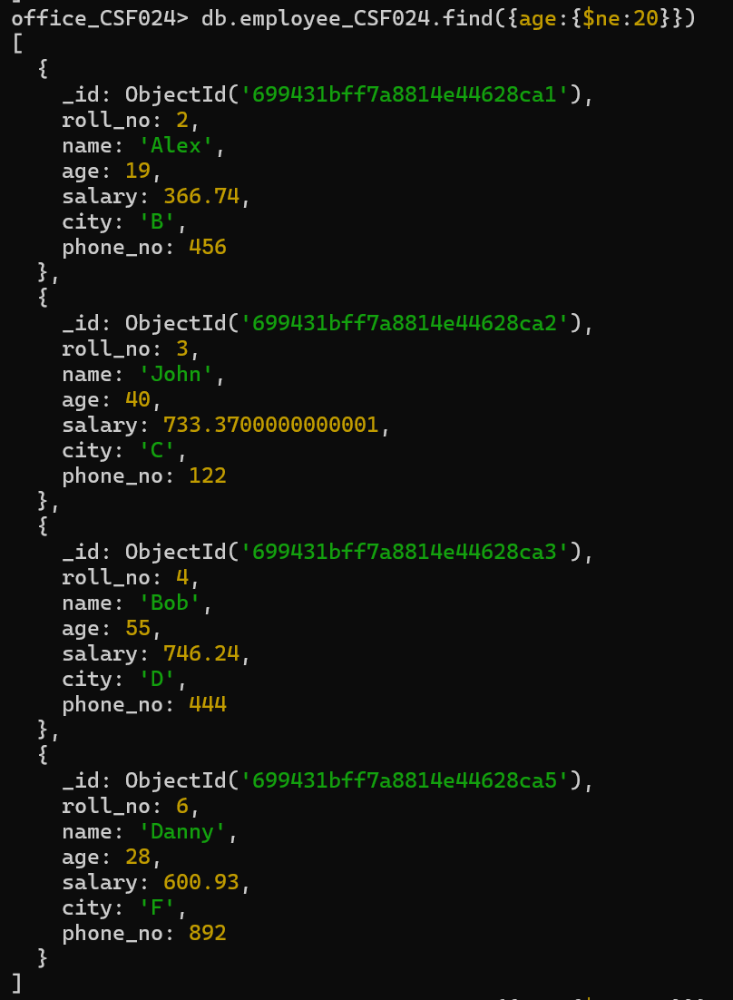 office_CSF024> db.employee_CSF024.find({age:{$ne:20}})
[
  {
    _id: ObjectId('699431bff7a8814e44628ca1'),
    roll_no: 2,
    name: 'Alex',
    age: 19,
    salary: 366.74,
    city: 'B',
    phone_no: 456
  },
  {
    _id: ObjectId('699431bff7a8814e44628ca2'),
    roll_no: 3,
    name: 'John',
    age: 40,
    salary: 733.3700000000001,
    city: 'C',
    phone_no: 122
  },
  {
    _id: ObjectId('699431bff7a8814e44628ca3'),
    roll_no: 4,
    name: 'Bob',
    age: 55,
    salary: 746.24,
    city: 'D',
    phone_no: 444
  },
  {
    _id: ObjectId('699431bff7a8814e44628ca5'),
    roll_no: 6,
    name: 'Danny',
    age: 28,
    salary: 600.93,
    city: 'F',
    phone_no: 892
  }
]